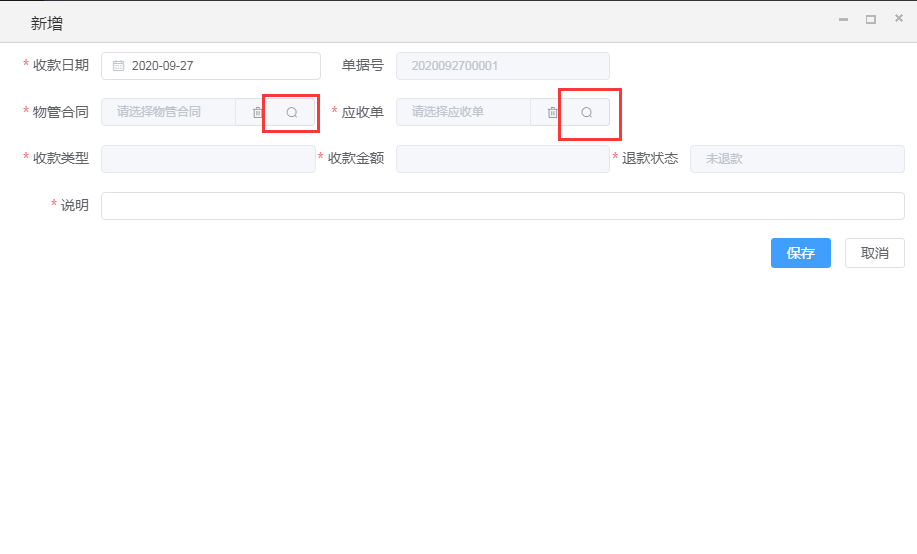 新增
* 收款日期 2020-09-27 单据号 2020092700001
* 物管合同 请选择物管合同 * 应收单 请选择应收单
* 收款类型 * 收款金额 * 退款状态 未退款
* 说明
保存 取消